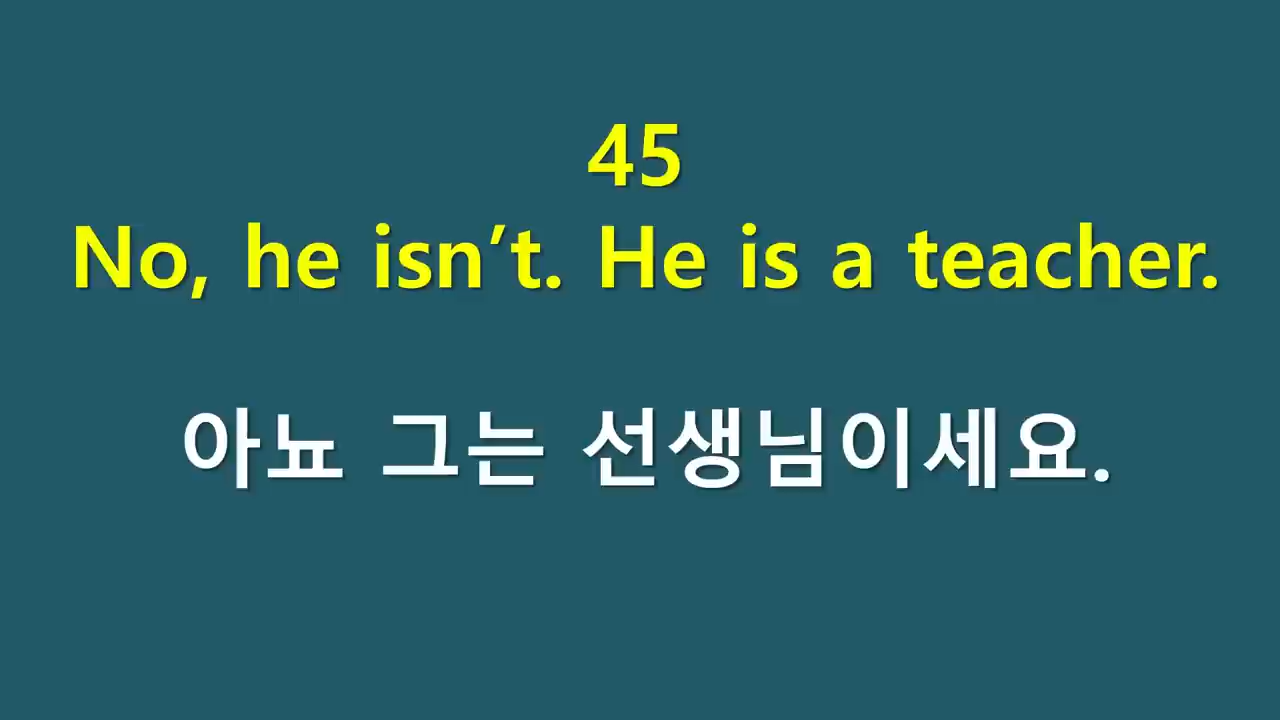 45
No, he isn’t. He is a teacher.
아뇨 그는 선생님이세요.